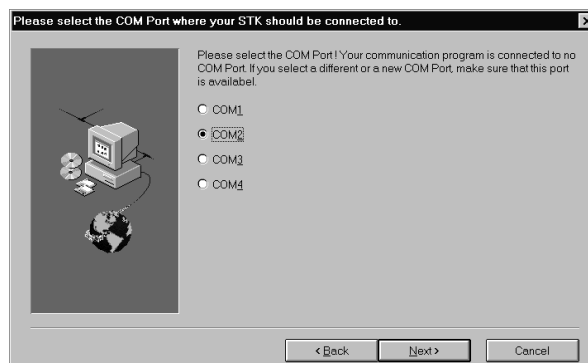 Please select the COM Port where your STK should be connected to.
Please select the COM Port ! Your communication program is connected to no
COM Port. If you select a different or a new COM Port, make sure that this port
is availabel.
COM1
COM2
COM3
COM4
< Back
Next >
Cancel